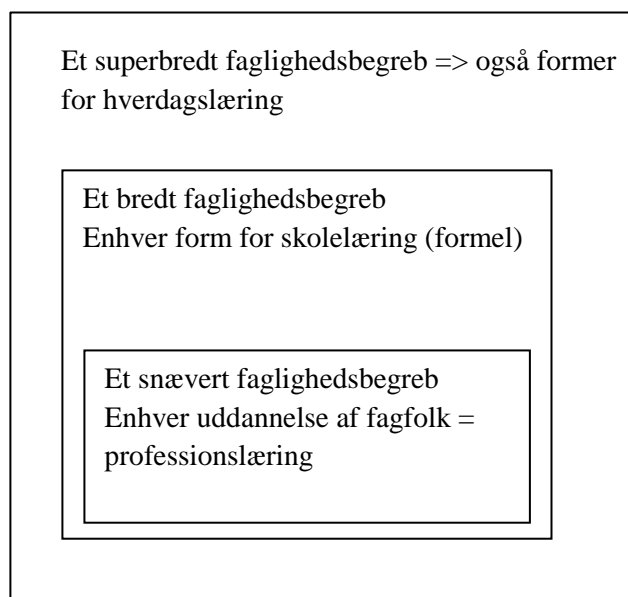 Et superbredt faglighedsbegreb => også former
for hverdagslæring
Et bredt faglighedsbegreb
Enhver form for skolelæring (formel)
Et snævert faglighedsbegreb
Enhver uddannelse af fagfolk =
professionslæring